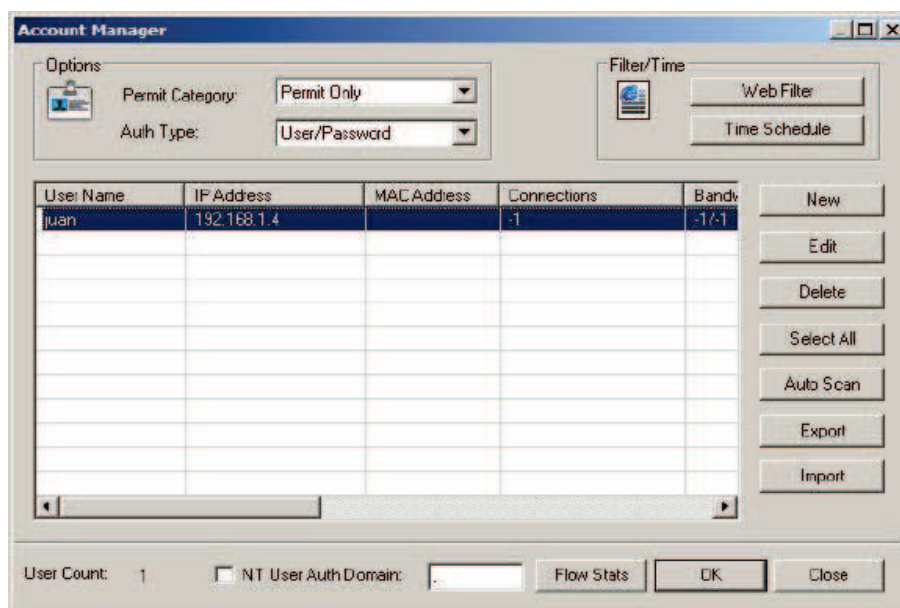 Account Manager
Options
Permit Category: Permit Only
Auth Type: User/Password
Filter/Time
Web Filter
Time Schedule
User Name IP Address MAC Address Connections Bandw
juan 192.168.1.4 -1 -1/-1
New
Edit
Delete
Select All
Auto Scan
Export
Import
User Count: 1 NT User Auth Domain: . Flow Stats OK Close